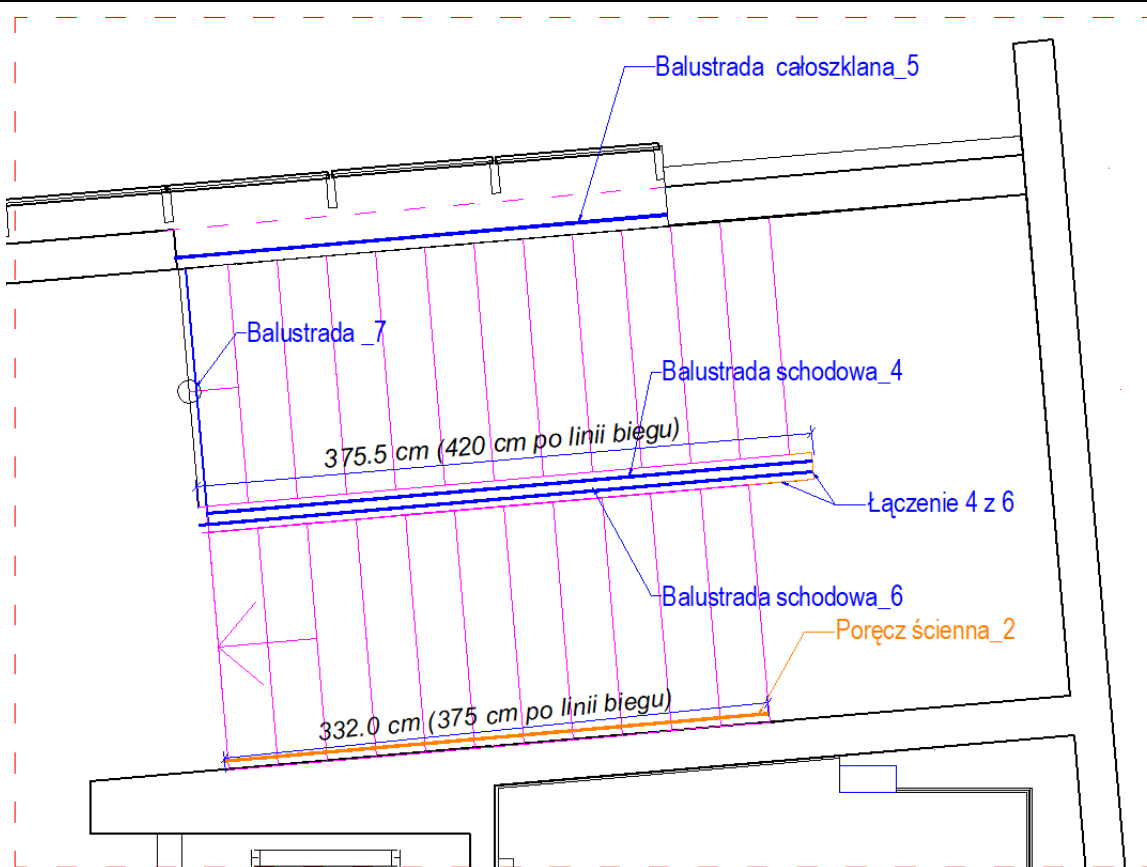 Balustrada całoszklana_5
Balustrada _7
Balustrada schodowa_4
375.5 cm (420 cm po linii biegu)
Łączenie 4 z 6
Balustrada schodowa_6
Poręcz ścienna_2
332.0 cm (375 cm po linii biegu)